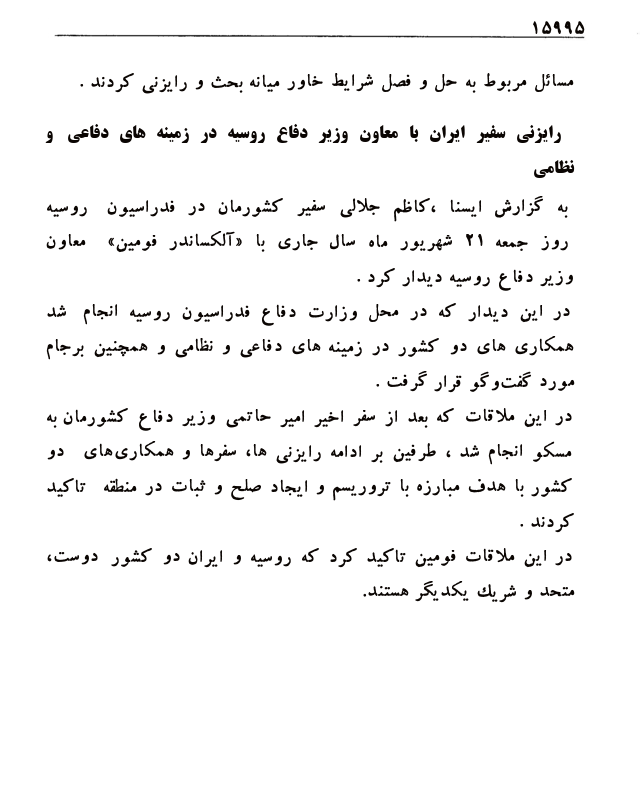 ۱۵۹۹۵
مسائل مربوط به حل و فصل شرایط خاور میانه بحث و رایزنی کردند .
رایزنی سفیر ایران با معاون وزیر دفاع روسیه در زمینه های دفاعی و
نظامی
به گزارش ایسنا ،کاظم جلالی سفیر کشورمان در فدراسیون روسیه
روز جمعه ۲۱ شهریور ماه سال جاری با «آلکساندر فومین» معاون
وزیر دفاع روسیه دیدار کرد .
در این دیدار که در محل وزارت دفاع فدراسیون روسیه انجام شد
همکاری های دو کشور در زمینه های دفاعی و نظامی و همچنین برجام
مورد گفت‌وگو قرار گرفت .
در این ملاقات که بعد از سفر اخیر امیر حاتمی وزیر دفاع کشورمان به
مسکو انجام شد ، طرفین بر ادامه رایزنی ها، سفرها و همکاری‌های دو
کشور با هدف مبارزه با تروریسم و ایجاد صلح و ثبات در منطقه تاکید
کردند .
در این ملاقات فومین تاکید کرد که روسیه و ایران دو کشور دوست،
متحد و شریك یکدیگر هستند.